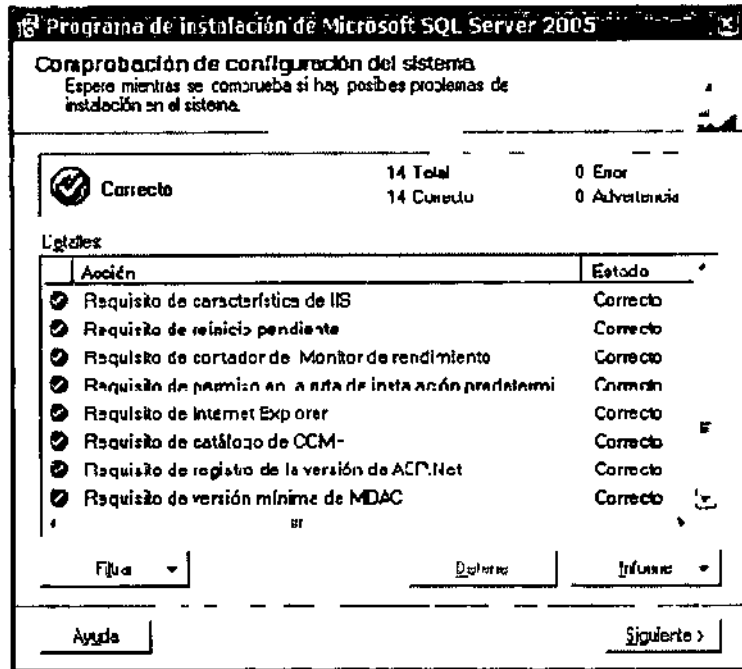 Programa de instalación de Microsoft SQL Server 2005
Comprobación de configuración del sistema
Espere mientras se comprueba si hay posibles problemas de
instalación en el sistema.
Correcto
14 Total
0 Error
14 Correcto
0 Advertencia
Detalles:
Acción Estado
Requisito de característica de IIS Correcto
Requisito de reinicio pendiente Correcto
Requisito de contador de Monitor de rendimiento Correcto
Requisito de permiso en la ruta de instalación predetermi Correcto
Requisito de Internet Explorer Correcto
Requisito de catálogo de COM+ Correcto
Requisito de registro de la versión de ASP.Net Correcto
Requisito de versión mínima de MDAC Correcto
Filtrar Detener Informe
Ayuda Siguiente >